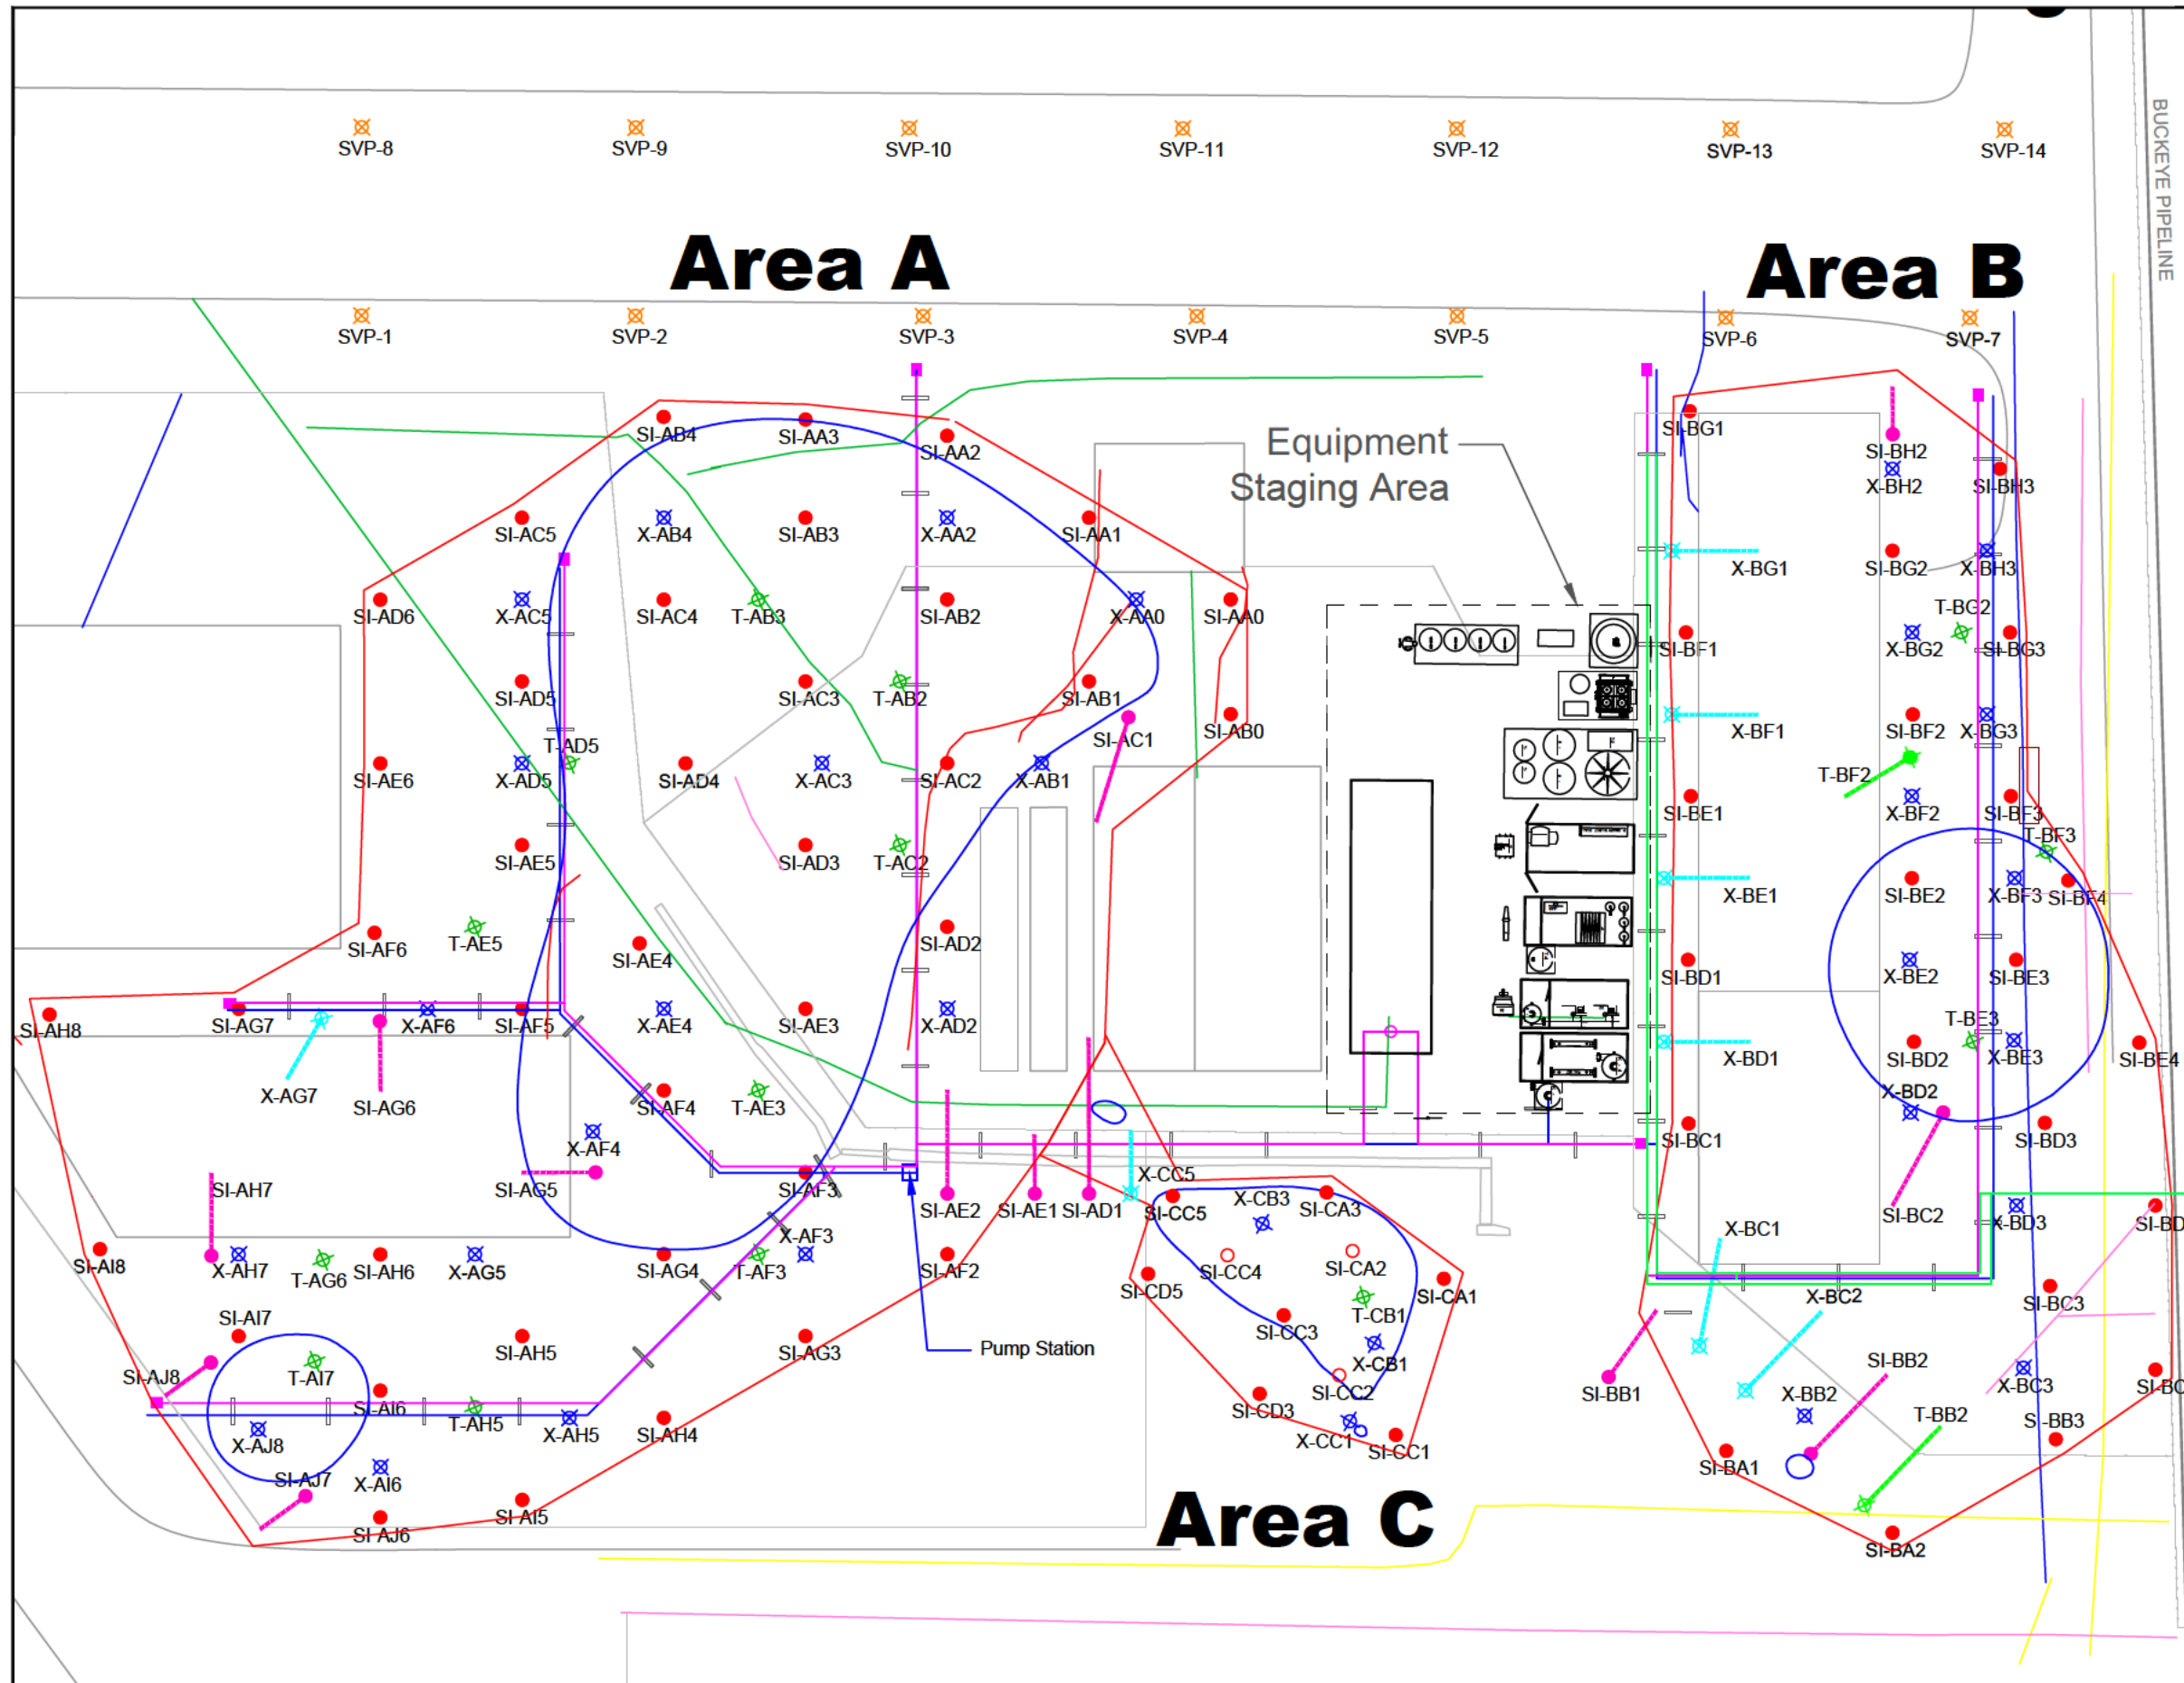 BUCKEYE PIPELINE
SVP-8
SVP-9
SVP-10
SVP-11
SVP-12
SVP-13
SVP-14
Area A
Area B
SVP-1
SVP-2
SVP-3
SVP-4
SVP-5
SVP-6
SVP-7
SI-AB4
SI-AA3
SI-AA2
Equipment
Staging Area
SI-BG1
SI-BH2
X-BH2
SI-BH3
SI-AC5
X-AB4
SI-AB3
X-AA2
SI-AA1
X-BG1
SI-BG2
X-BH3
SI-AD6
X-AC5
SI-AC4
T-AB3
SI-AB2
X-AA0
SI-AA0
T-BG2
SI-BF1
X-BG2
SI-BG3
SI-AD5
SI-AC3
T-AB2
SI-AB1
SI-AC1
SI-AB0
X-BF1
SI-BF2
X-BG3
T-AD5
SI-AE6
X-AD5
SI-AD4
X-AC3
SI-AC2
X-AB1
T-BF2
SI-BE1
X-BF2
SI-BF3
T-BF3
SI-AE5
SI-AD3
T-AC2
X-BE1
SI-BE2
X-BF3
SI-BF4
SI-AF6
T-AE5
SI-AE4
SI-AD2
SI-BD1
X-BE2
SI-BE3
SI-AH8
SI-AG7
X-AF6
SI-AF5
X-AE4
SI-AE3
X-AD2
T-BE3
X-BD1
SI-BD2
X-BE3
SI-BE4
X-AG7
SI-AG6
SI-AF4
T-AE3
X-BD2
X-AF4
SI-BC1
SI-BD3
SI-AH7
SI-AG5
SI-AF3
X-CC5
SI-AE2
SI-AE1
SI-AD1
SI-CC5
X-CB3
SI-CA3
X-BC1
SI-BC2
X-BD3
SI-BD
X-AF3
SI-AI8
X-AH7
T-AG6
SI-AH6
X-AG5
SI-AG4
T-AF3
SI-AF2
SI-CD5
SI-CC4
SI-CA2
SI-CA1
X-BC2
SI-BC3
SI-AI7
T-CB1
SI-CC3
Pump Station
SI-AJ8
T-AI7
SI-AH5
SI-AG3
X-CB1
SI-BB1
SI-BB2
X-BC3
SI-BC
SI-AI6
SI-CC2
SI-CD3
X-BB2
T-BB2
S -BB3
X-AJ8
T-AH5
X-AH5
SI-AH4
X-CC1
SI-CC1
SI-BA1
SI-AJ7
X-AI6
SI-AJ6
SI-AI5
Area C
SI-BA2